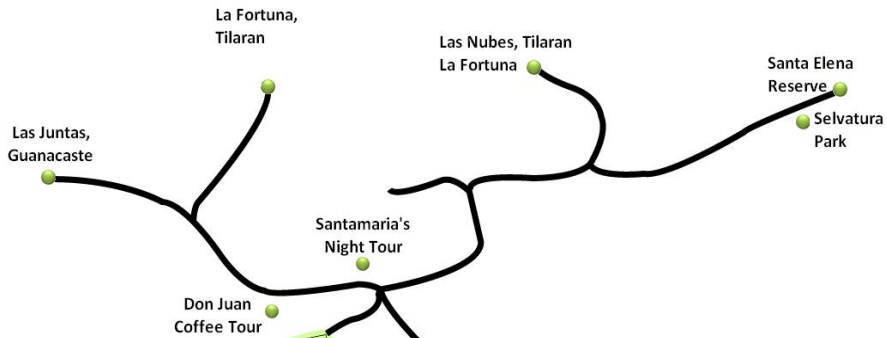 La Fortuna,
Tilaran
Las Nubes, Tilaran
La Fortuna
Santa Elena
Reserve
Selvatura
Park
Las Juntas,
Guanacaste
Santamaria's
Night Tour
Don Juan
Coffee Tour